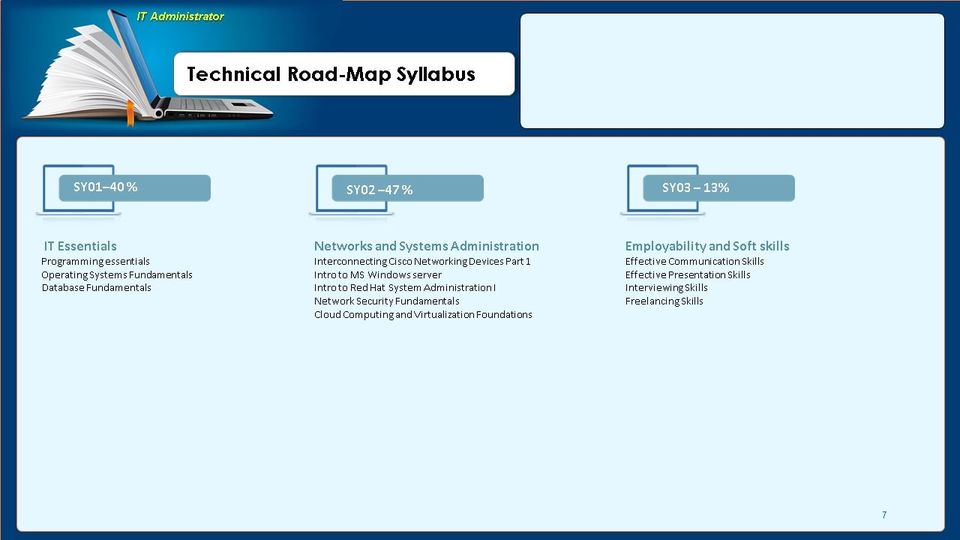 IT Administrator
Technical Road-Map Syllabus
SY01–40 %
IT Essentials
Programming essentials
Operating Systems Fundamentals
Database Fundamentals
SY02 –47 %
Networks and Systems Administration
Interconnecting Cisco Networking Devices Part 1
Intro to MS Windows server
Intro to Red Hat System Administration I
Network Security Fundamentals
Cloud Computing and Virtualization Foundations
SY03 – 13%
Employability and Soft skills
Effective Communication Skills
Effective Presentation Skills
Interviewing Skills
Freelancing Skills
7